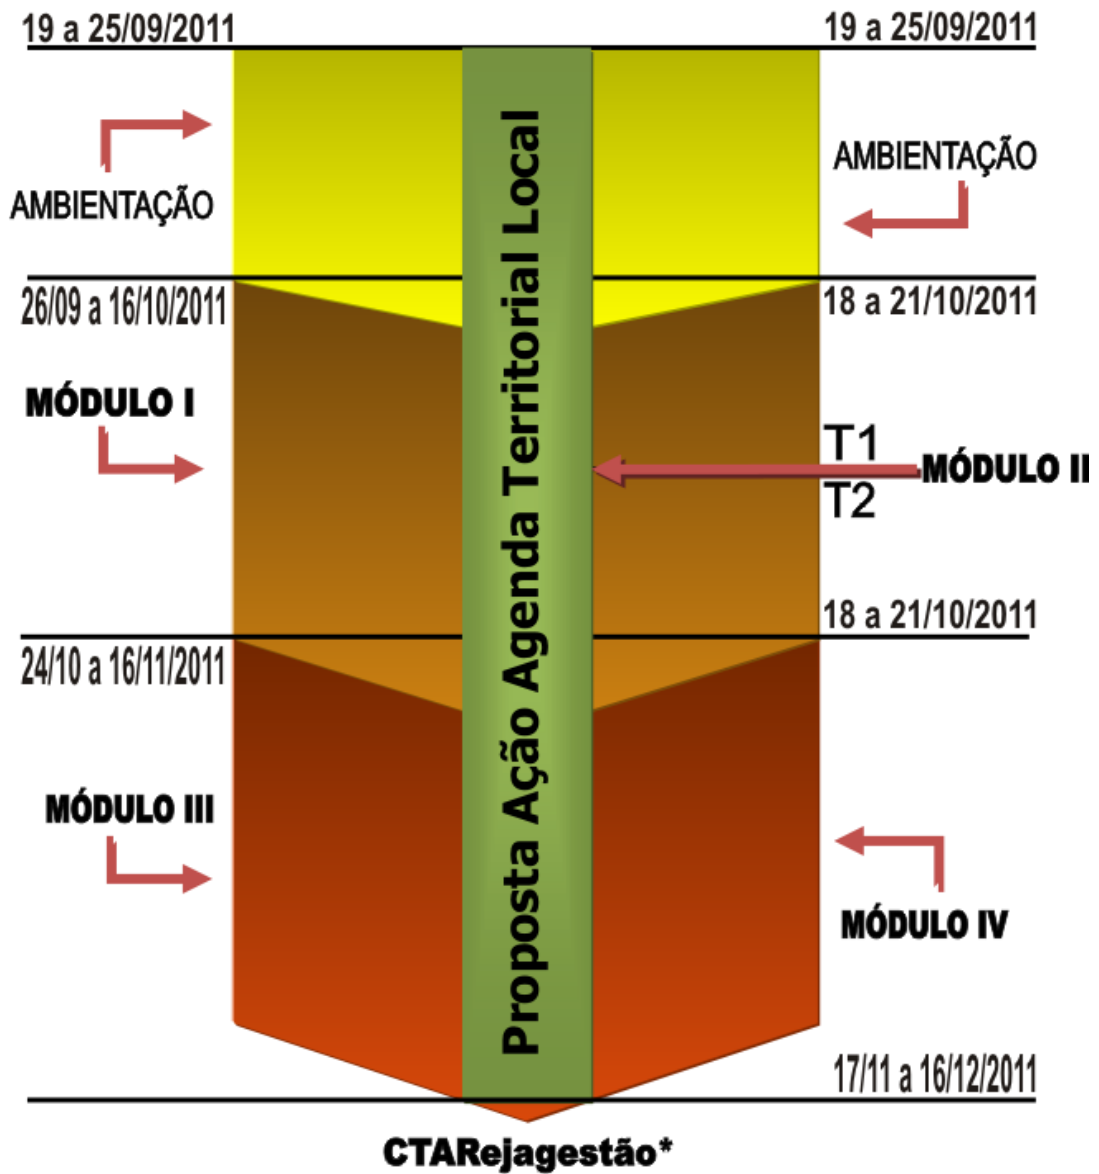 19 a 25/09/2011
19 a 25/09/2011
AMBIENTAÇÃO
AMBIENTAÇÃO
26/09 a 16/10/2011
18 a 21/10/2011
MÓDULO I
T1
MÓDULO II
T2
Proposta Ação Agenda Territorial Local
18 a 21/10/2011
24/10 a 16/11/2011
MÓDULO III
MÓDULO IV
17/11 a 16/12/2011
CTARejagestão*